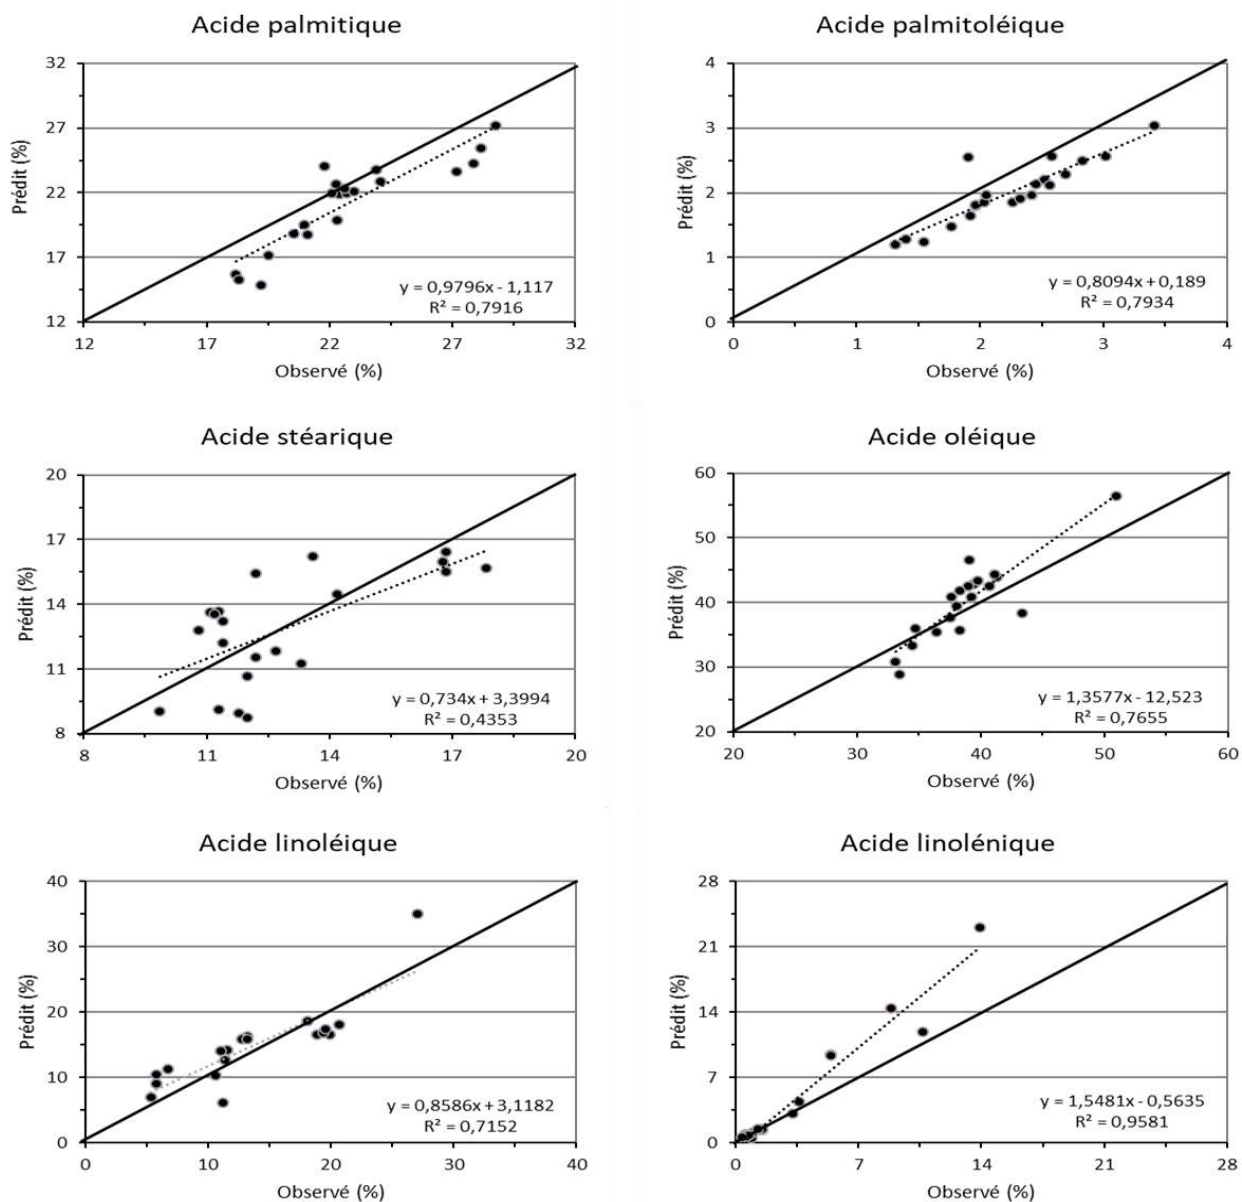 Acide palmitique
32
27
22
17
12
Prédit (%)
y = 0,9796x - 1,117
R² = 0,7916
12 17 22 27 32
Observé (%)
Acide palmitoléique
4
3
2
1
0
Prédit (%)
y = 0,8094x + 0,189
R² = 0,7934
0 1 2 3 4
Observé (%)
Acide stéarique
20
17
14
11
8
Prédit (%)
y = 0,734x + 3,3994
R² = 0,4353
8 11 14 17 20
Observé (%)
Acide oléique
60
50
40
30
20
Prédit (%)
y = 1,3577x - 12,523
R² = 0,7655
20 30 40 50 60
Observé (%)
Acide linoléique
40
30
20
10
0
Prédit (%)
y = 0,8586x + 3,1182
R² = 0,7152
0 10 20 30 40
Observé (%)
Acide linolénique
28
21
14
7
0
Prédit (%)
y = 1,5481x - 0,5635
R² = 0,9581
0 7 14 21 28
Observé (%)